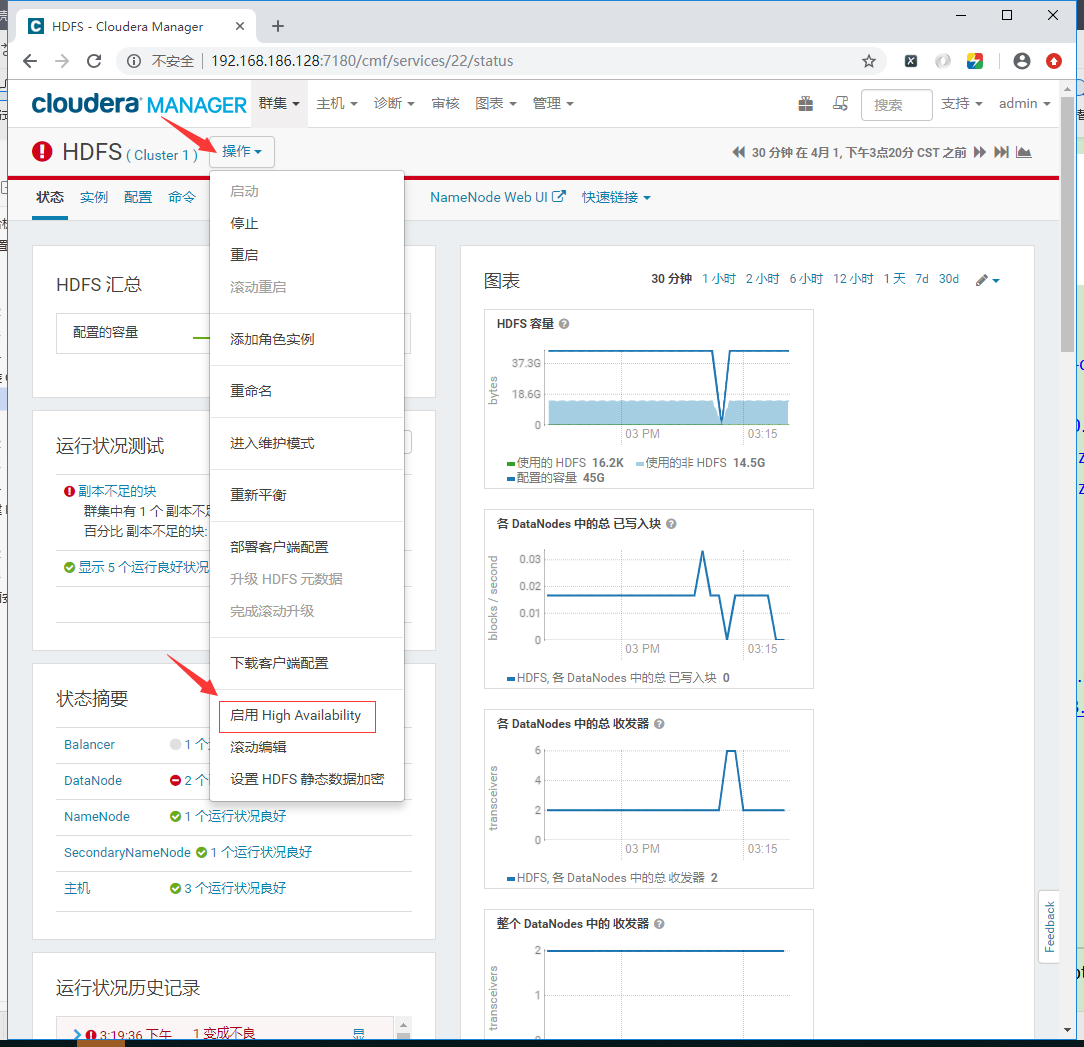 HDFS - Cloudera Manager
不安全 192.168.186.128:7180/cmf/services/22/status
cloudera MANAGER 群集 主机 诊断 审核 图表 管理 搜索 支持 admin
HDFS ( Cluster 1 ) 操作 30 分钟 在 4月 1, 下午3点20分 CST 之前
状态 实例 配置 命令 NameNode Web UI 快速链接
启动
停止
重启
滚动重启
添加角色实例
重命名
进入维护模式
重新平衡
部署客户端配置
升级 HDFS 元数据
完成滚动升级
下载客户端配置
启用 High Availability
滚动编辑
设置 HDFS 静态数据加密
HDFS 汇总
配置的容量
运行状况测试
副本不足的块
群集中有 1 个 副本不足
百分比 副本不足的块:
显示 5 个运行良好状况
状态摘要
Balancer 1 个
DataNode 2 个
NameNode 1 个运行状况良好
SecondaryNameNode 1 个运行状况良好
主机 3 个运行状况良好
运行状况历史记录
3:19:36 下午 1 变成不良
图表 30 分钟 1 小时 2 小时 6 小时 12 小时 1 天 7d 30d
HDFS 容量
bytes
37.3G
18.6G
0
03 PM 03:15
使用的 HDFS 16.2K 使用的非 HDFS 14.5G
配置的容量 45G
各 DataNodes 中的总 已写入块
blocks / second
0.03
0.02
0.01
0
03 PM 03:15
HDFS, 各 DataNodes 中的总 已写入块 0
各 DataNodes 中的总 收发器
transceivers
6
4
2
0
03 PM 03:15
HDFS, 各 DataNodes 中的总 收发器 2
整个 DataNodes 中的 收发器
transceivers
2
1
0
Feedback